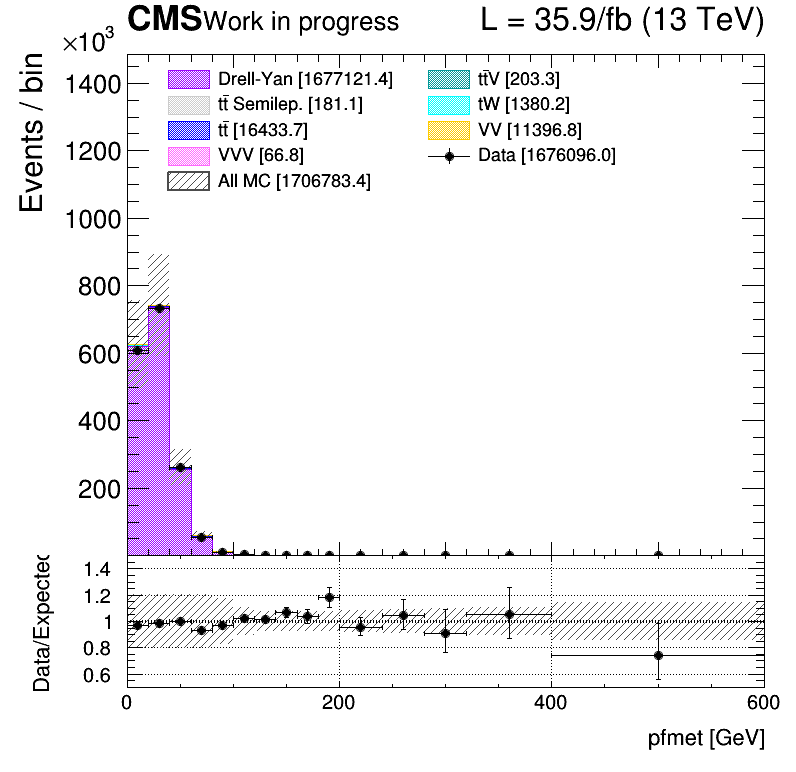 CMS Work in progress L = 35.9/fb (13 TeV)
×10³
Events / bin
1400
1200
1000
800
600
400
200
Drell-Yan [1677121.4]
tt̄ Semilep. [181.1]
tt̄ [16433.7]
VVV [66.8]
All MC [1706783.4]
tt̄V [203.3]
tW [1380.2]
VV [11396.8]
Data [1676096.0]
Data/Expected
1.4
1.2
1
0.8
0.6
0 200 400 600
pfmet [GeV]